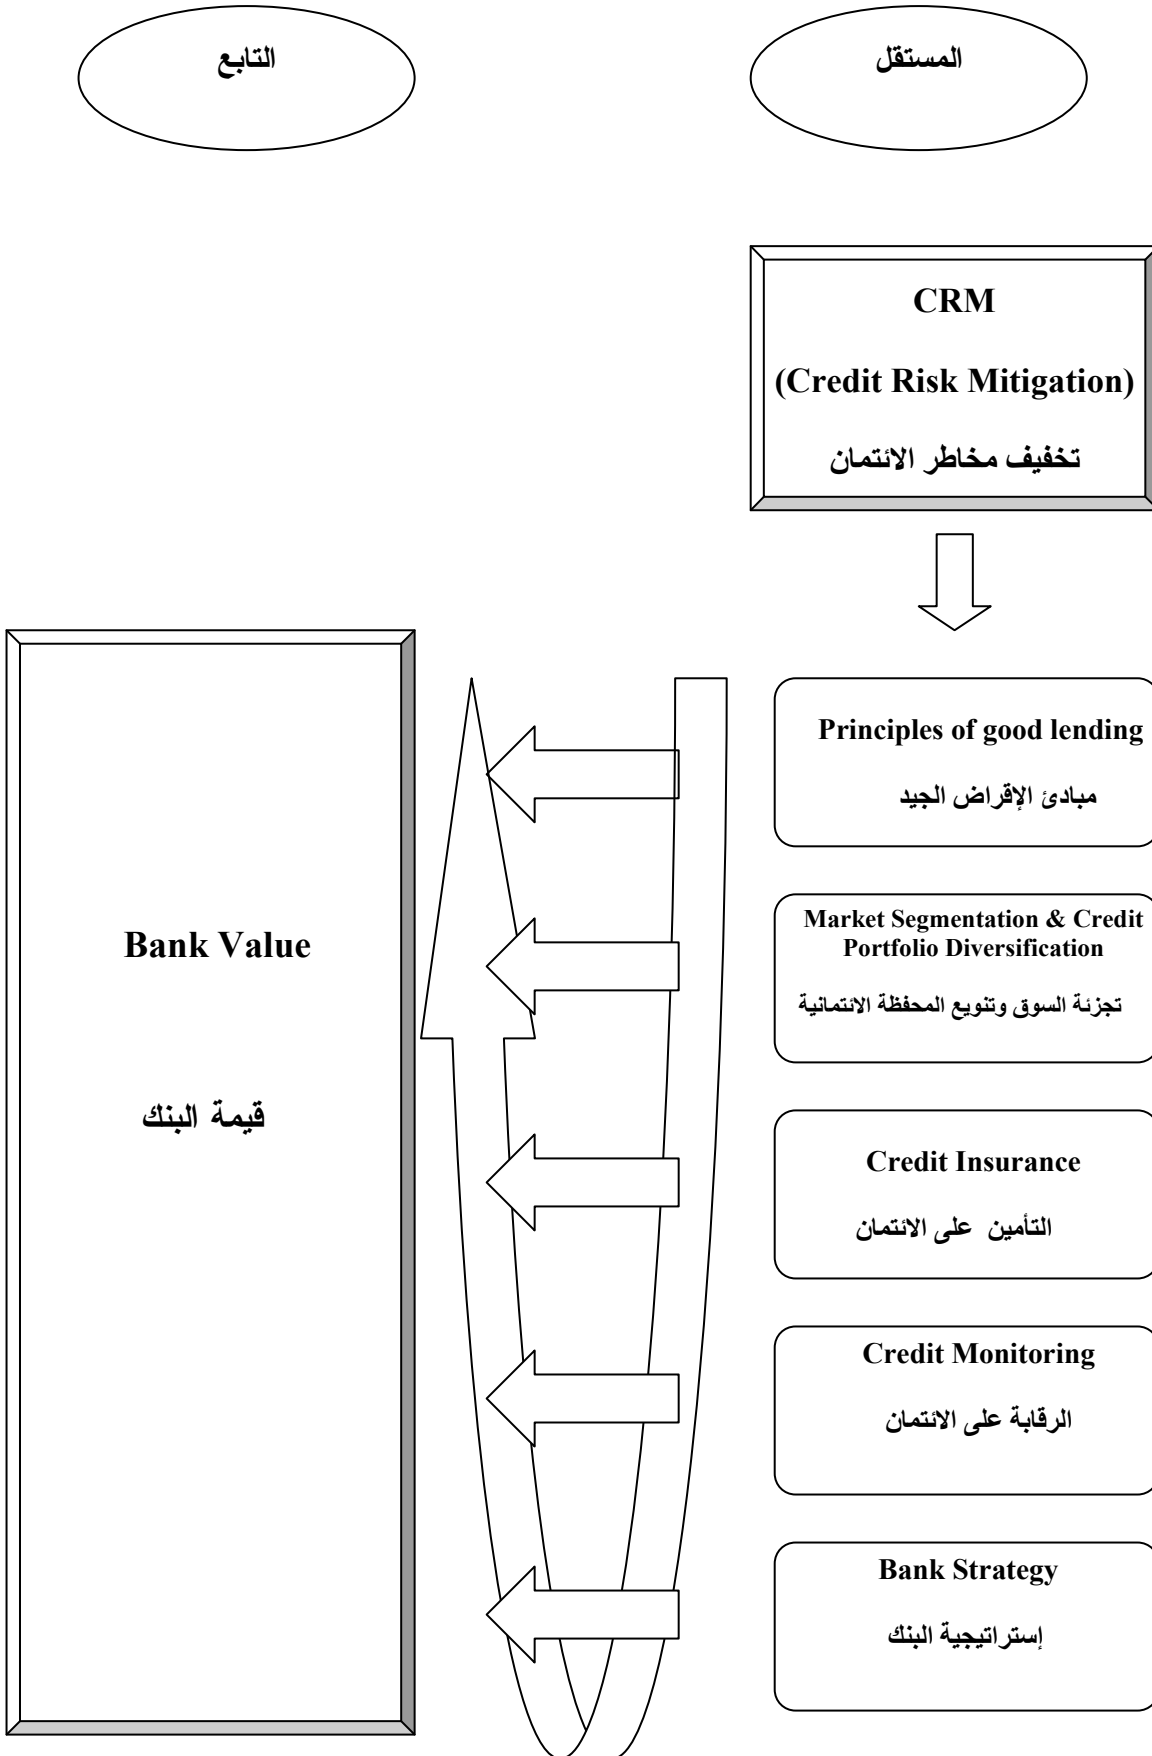 المستقل
التابع
CRM
(Credit Risk Mitigation)
تخفيف مخاطر الائتمان
Principles of good lending
مبادئ الإقراض الجيد
Market Segmentation & Credit
Portfolio Diversification
تجزئة السوق وتنويع المحفظة الائتمانية
Credit Insurance
التأمين على الائتمان
Credit Monitoring
الرقابة على الائتمان
Bank Strategy
إستراتيجية البنك
Bank Value
قيمة البنك